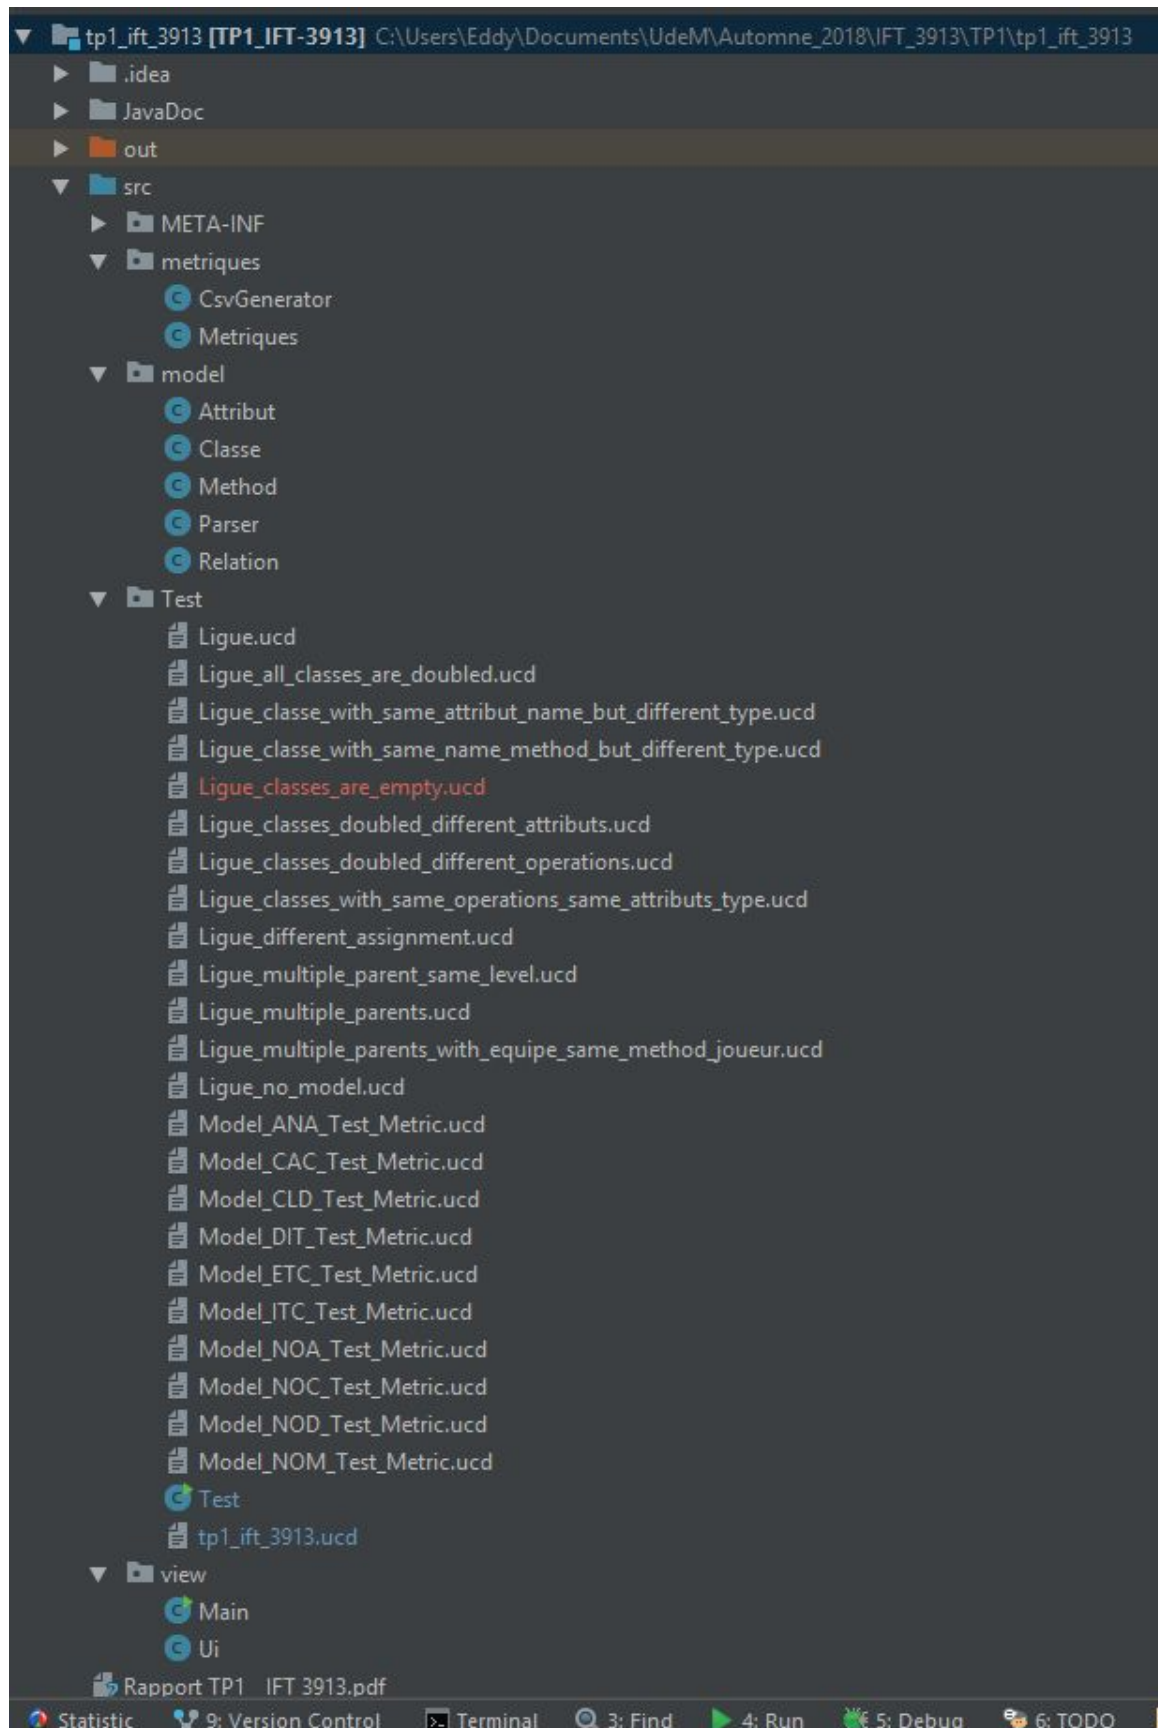 tp1_ift_3913 [TP1_IFT-3913] C:\Users\Eddy\Documents\UdeM\Automne_2018\IFT_3913\TP1\tp1_ift_3913
.idea
JavaDoc
out
src
META-INF
metriques
CsvGenerator
Metriques
model
Attribut
Classe
Method
Parser
Relation
Test
Ligue.ucd
Ligue_all_classes_are_doubled.ucd
Ligue_classe_with_same_attribut_name_but_different_type.ucd
Ligue_classe_with_same_name_method_but_different_type.ucd
Ligue_classes_are_empty.ucd
Ligue_classes_doubled_different_attributs.ucd
Ligue_classes_doubled_different_operations.ucd
Ligue_classes_with_same_operations_same_attributs_type.ucd
Ligue_different_assignment.ucd
Ligue_multiple_parent_same_level.ucd
Ligue_multiple_parents.ucd
Ligue_multiple_parents_with_equipe_same_method_joueur.ucd
Ligue_no_model.ucd
Model_ANA_Test_Metric.ucd
Model_CAC_Test_Metric.ucd
Model_CLD_Test_Metric.ucd
Model_DIT_Test_Metric.ucd
Model_ETC_Test_Metric.ucd
Model_ITC_Test_Metric.ucd
Model_NOA_Test_Metric.ucd
Model_NOC_Test_Metric.ucd
Model_NOD_Test_Metric.ucd
Model_NOM_Test_Metric.ucd
Test
tp1_ift_3913.ucd
view
Main
Ui
Rapport TP1 IFT 3913.pdf
Statistic 9: Version Control Terminal 3: Find 4: Run 5: Debug 6: TODO